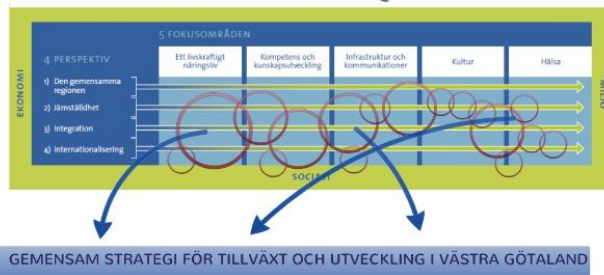 5 FOKUSOMRÅDEN
4 PERSPEKTIV
Ett livskraftigt
näringsliv
Kompetens och
kunskapsutveckling
Infrastruktur och
kommunikationer
Kultur
Hälsa
EKONOMI
1) Den gemensamma
regionen
2) Jämställdhet
3) Integration
4) Internationalisering
GEMENSAM STRATEGI FÖR TILLVÄXT OCH UTVECKLING I VÄSTRA GÖTALAND